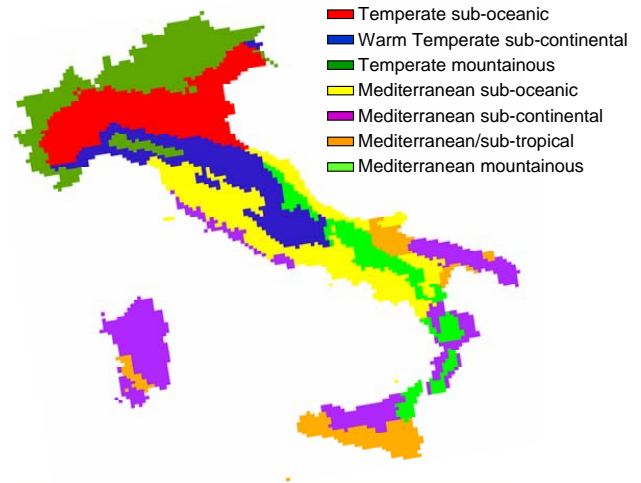 Temperate sub-oceanic
Warm Temperate sub-continental
Temperate mountainous
Mediterranean sub-oceanic
Mediterranean sub-continental
Mediterranean/sub-tropical
Mediterranean mountainous